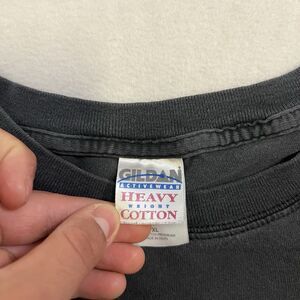 GILDAN
ACTIVEWEAR
HEAVY
WEIGHT
COTTON
XL